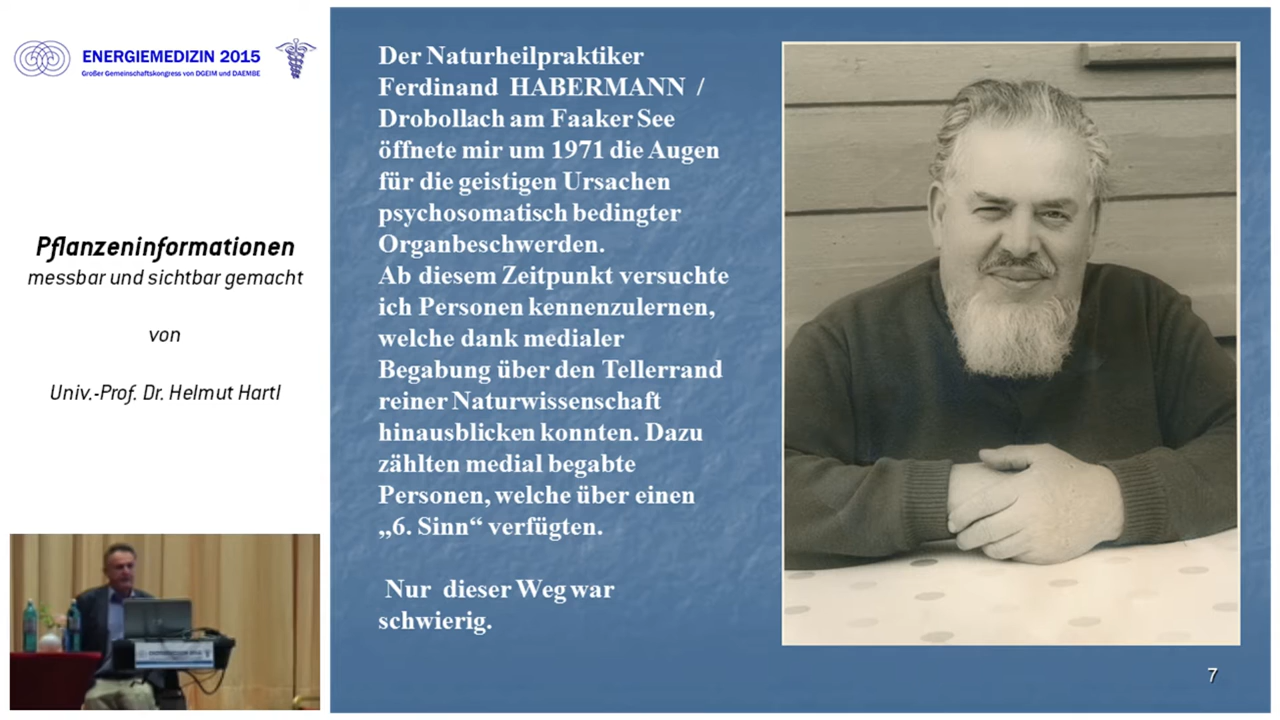 ENERGIEMEDIZIN 2015
Großer Gemeinschaftskongress von DGEIM und DAEMBE
Pflanzeninformationen
messbar und sichtbar gemacht
von
Univ.-Prof. Dr. Helmut Hartl
Der Naturheilpraktiker
Ferdinand HABERMANN /
Drobollach am Faaker See
öffnete mir um 1971 die Augen
für die geistigen Ursachen
psychosomatisch bedingter
Organbeschwerden.
Ab diesem Zeitpunkt versuchte
ich Personen kennenzulernen,
welche dank medialer
Begabung über den Tellerrand
reiner Naturwissenschaft
hinausblicken konnten. Dazu
zählten medial begabte
Personen, welche über einen
„6. Sinn“ verfügten.
Nur dieser Weg war
schwierig.
7